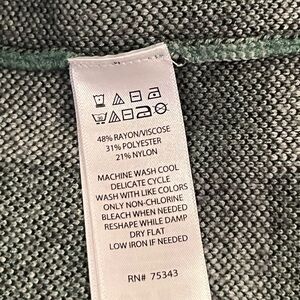 48% RAYON/VISCOSE
31% POLYESTER
21% NYLON
MACHINE WASH COOL
DELICATE CYCLE
WASH WITH LIKE COLORS
ONLY NON-CHLORINE
BLEACH WHEN NEEDED
RESHAPE WHILE DAMP
DRY FLAT
LOW IRON IF NEEDED
RN# 75343